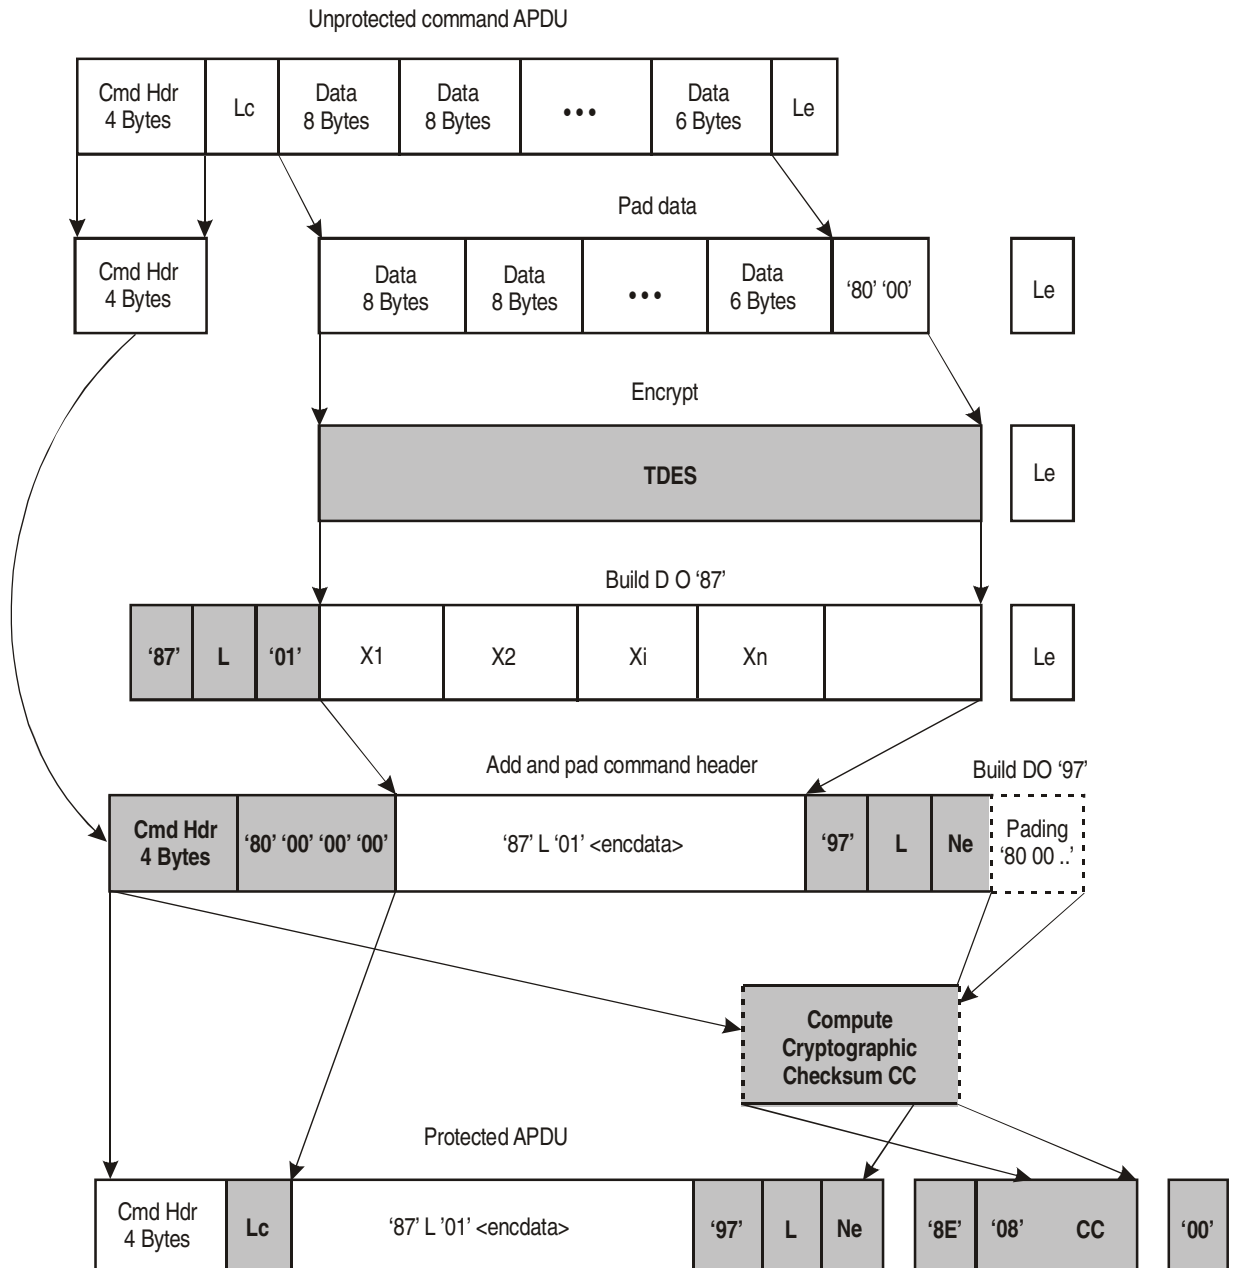 Unprotected command APDU
Cmd Hdr
4 Bytes
Lc
Data
8 Bytes
Data
8 Bytes
•••
Data
6 Bytes
Le
Pad data
Cmd Hdr
4 Bytes
Data
8 Bytes
Data
8 Bytes
•••
Data
6 Bytes
‘80’ ‘00’
Le
Encrypt
TDES
Le
Build D O ‘87’
‘87’
L
‘01’
X1
X2
Xi
Xn
Le
Add and pad command header
Build DO ‘97’
Cmd Hdr
4 Bytes
‘80’ ‘00’ ‘00’ ‘00’
‘87’ L ‘01’ <encdata>
‘97’
L
Ne
Pading
‘80 00 ..’
Compute
Cryptographic
Checksum CC
Protected APDU
Cmd Hdr
4 Bytes
Lc
‘87’ L '01’ <encdata>
‘97’
L
Ne
‘8E’
‘08’
CC
‘00’